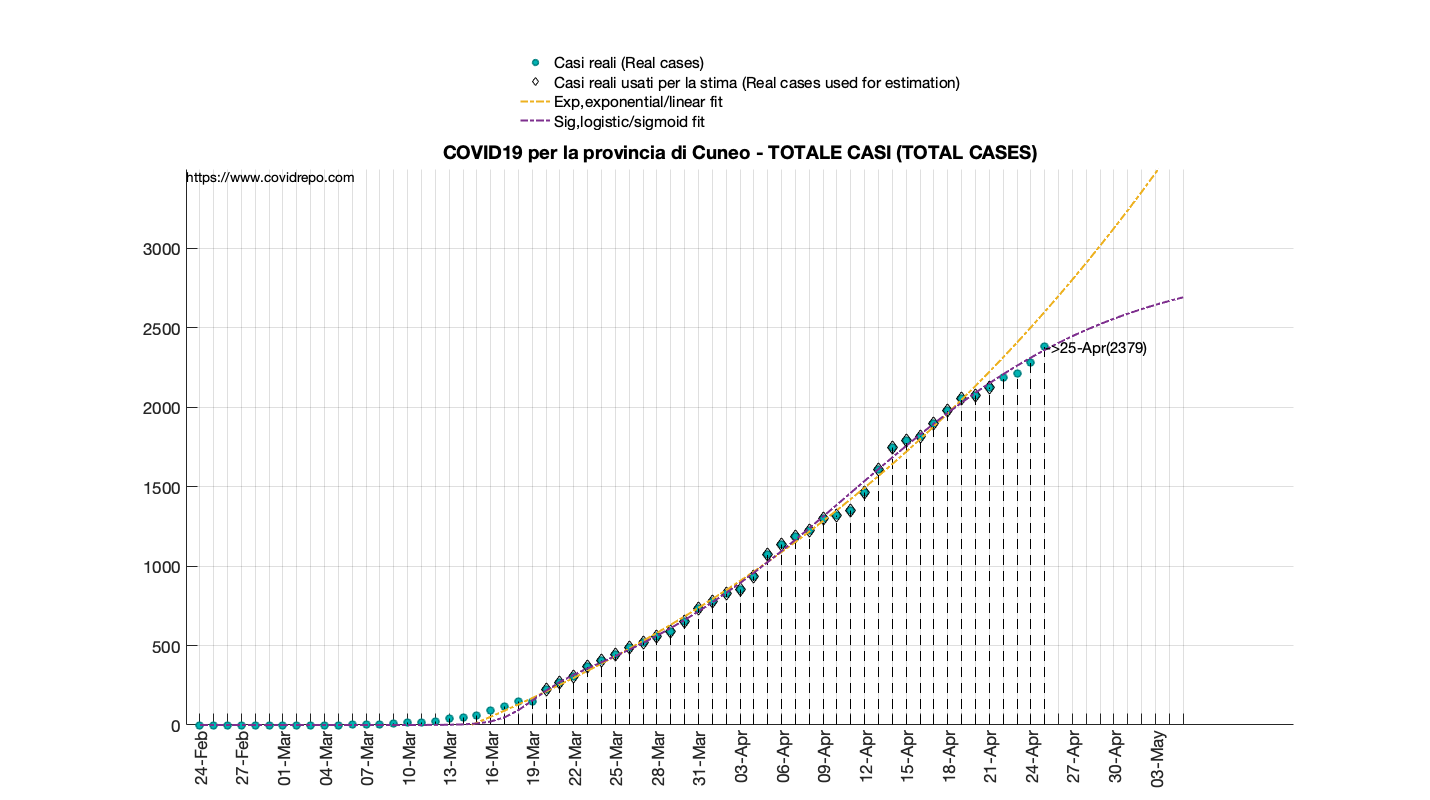 Casi reali (Real cases)
Casi reali usati per la stima (Real cases used for estimation)
Exp,exponential/linear fit
Sig,logistic/sigmoid fit
COVID19 per la provincia di Cuneo - TOTALE CASI (TOTAL CASES)
https://www.covidrepo.com
3000
2500
->25-Apr(2379)
2000
1500
1000
500
0
24-Feb
27-Feb
01-Mar
04-Mar
07-Mar
10-Mar
13-Mar
16-Mar
19-Mar
22-Mar
25-Mar
28-Mar
31-Mar
03-Apr
06-Apr
09-Apr
12-Apr
15-Apr
18-Apr
21-Apr
24-Apr
27-Apr
30-Apr
03-May